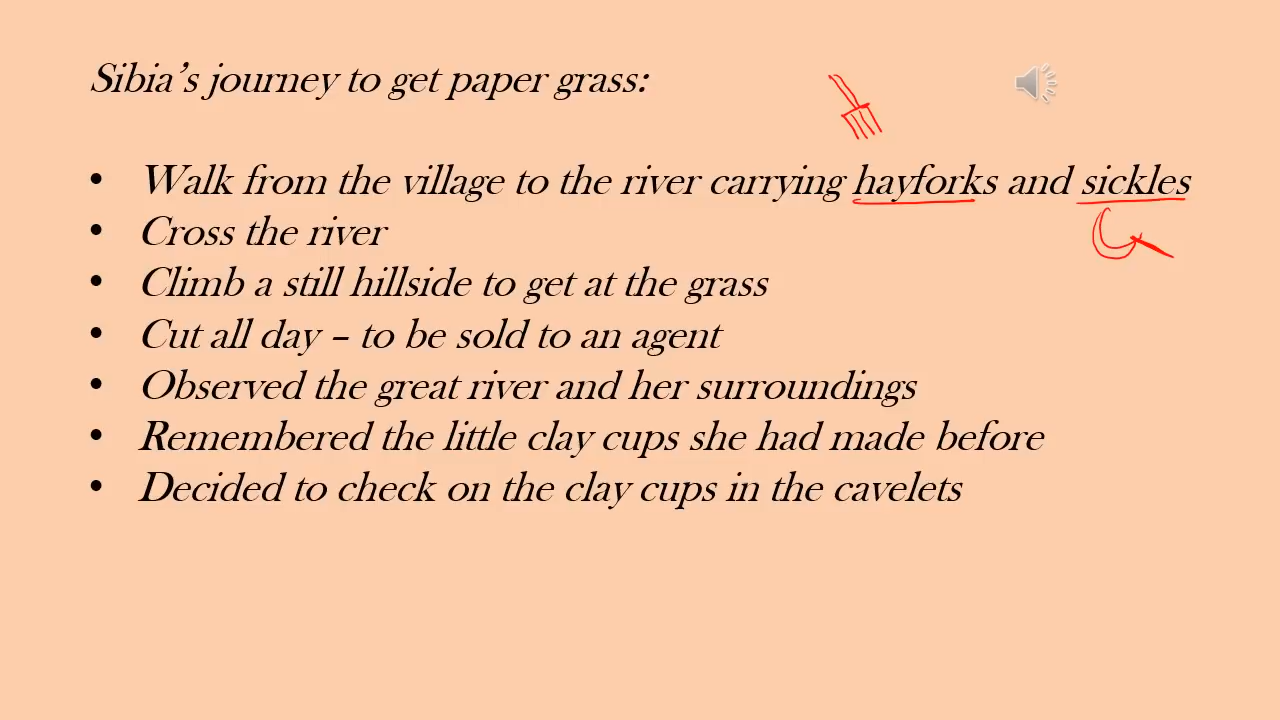 Sibia’s journey to get paper grass:
• Walk from the village to the river carrying hayforks and sickles
• Cross the river
• Climb a still hillside to get at the grass
• Cut all day – to be sold to an agent
• Observed the great river and her surroundings
• Remembered the little clay cups she had made before
• Decided to check on the clay cups in the cavelets